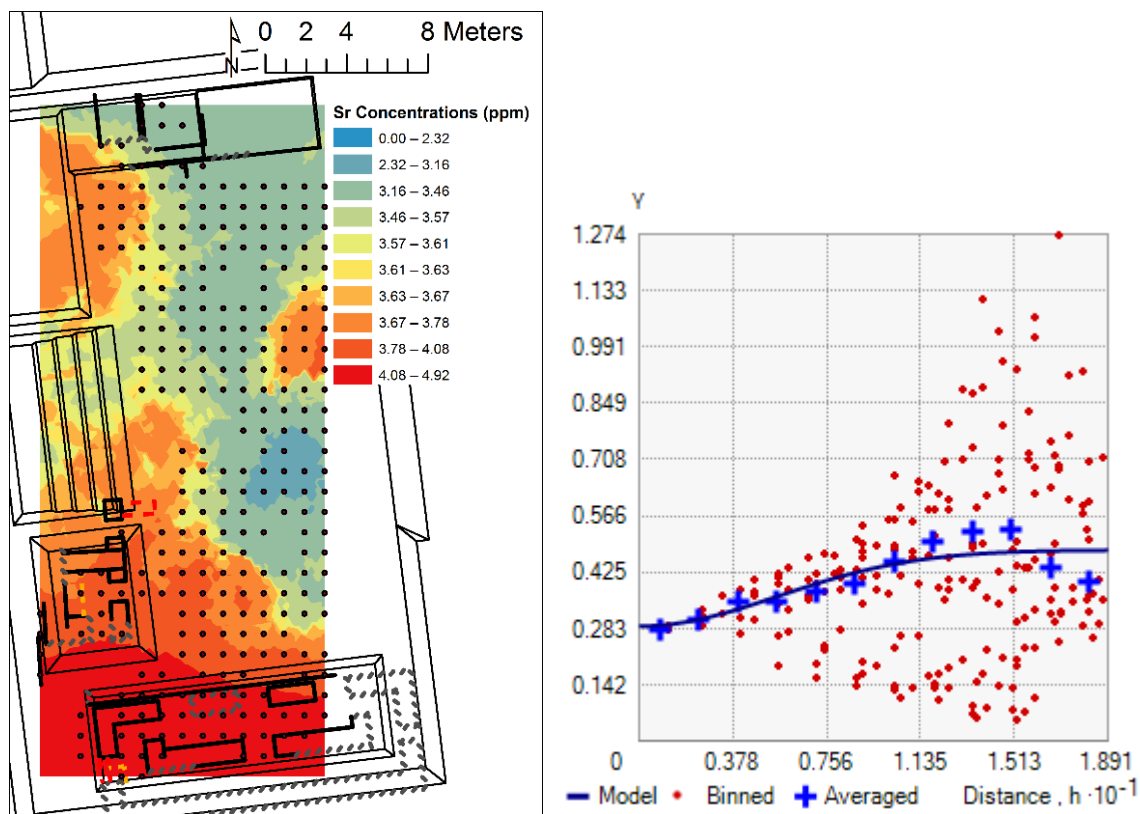 0 2 4 8 Meters
N
Sr Concentrations (ppm)
0.00 – 2.32
2.32 – 3.16
3.16 – 3.46
3.46 – 3.57
3.57 – 3.61
3.61 – 3.63
3.63 – 3.67
3.67 – 3.78
3.78 – 4.08
4.08 – 4.92
Y
1.274
1.133
0.991
0.849
0.708
0.566
0.425
0.283
0.142
0 0.378 0.756 1.135 1.513 1.891
Model Binned Averaged Distance , h ·10⁻¹